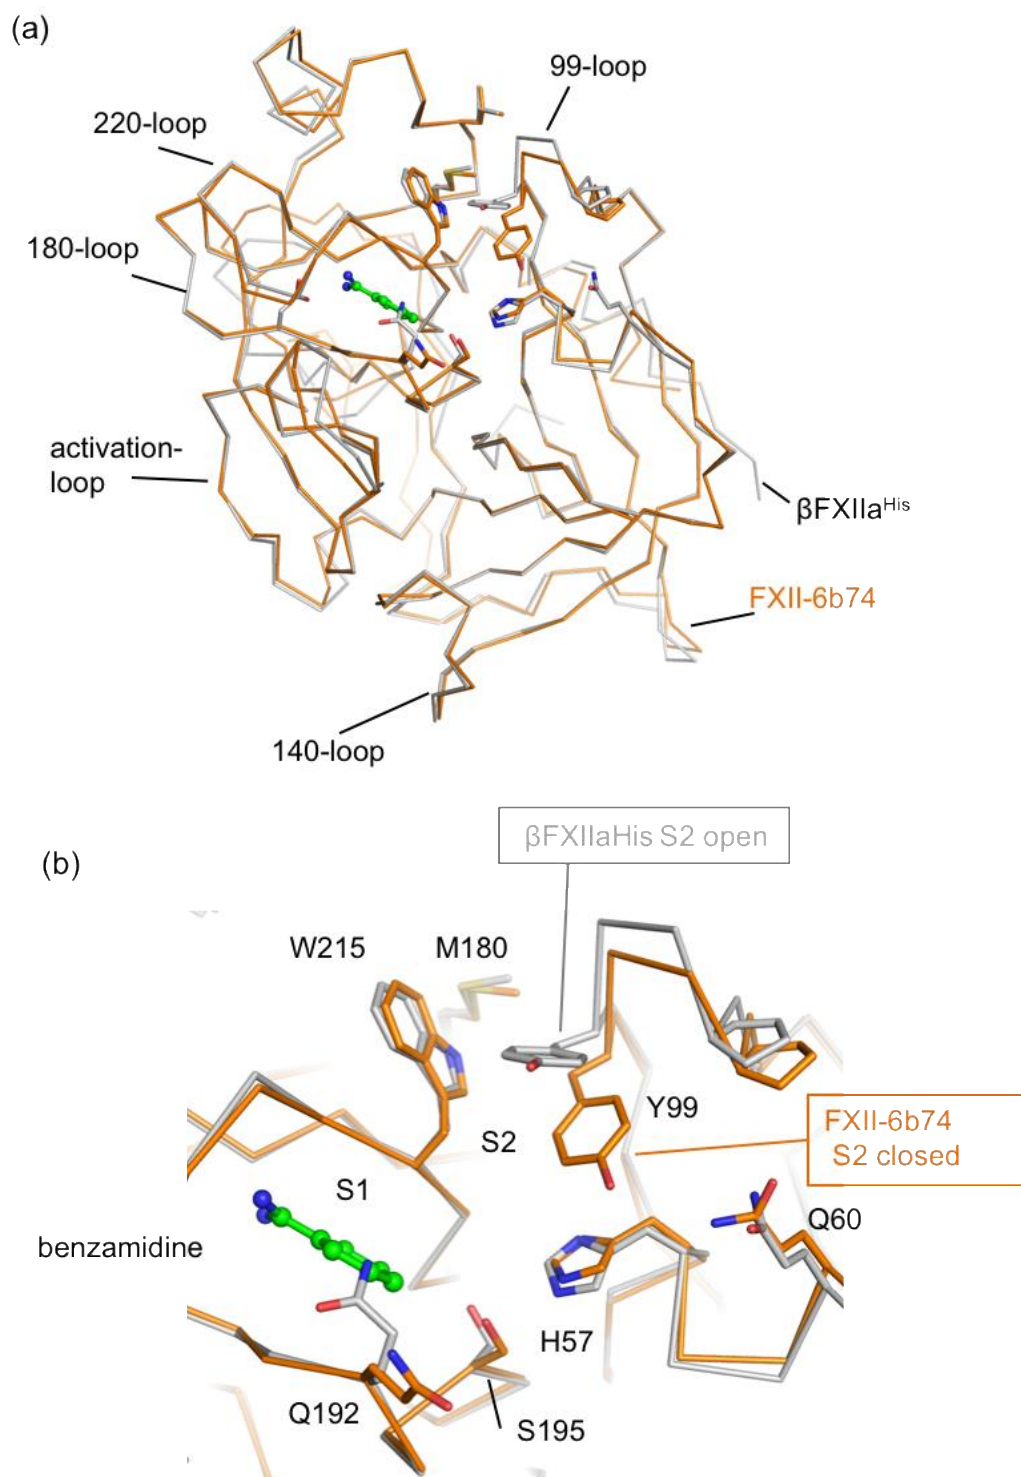 (a)
99-loop
220-loop
180-loop
activation-
loop
βFXIIaHis
FXII-6b74
140-loop
βFXIIaHis S2 open
(b)
W215
M180
Y99
FXII-6b74
S2 closed
S2
S1
Q60
benzamidine
H57
Q192
S195